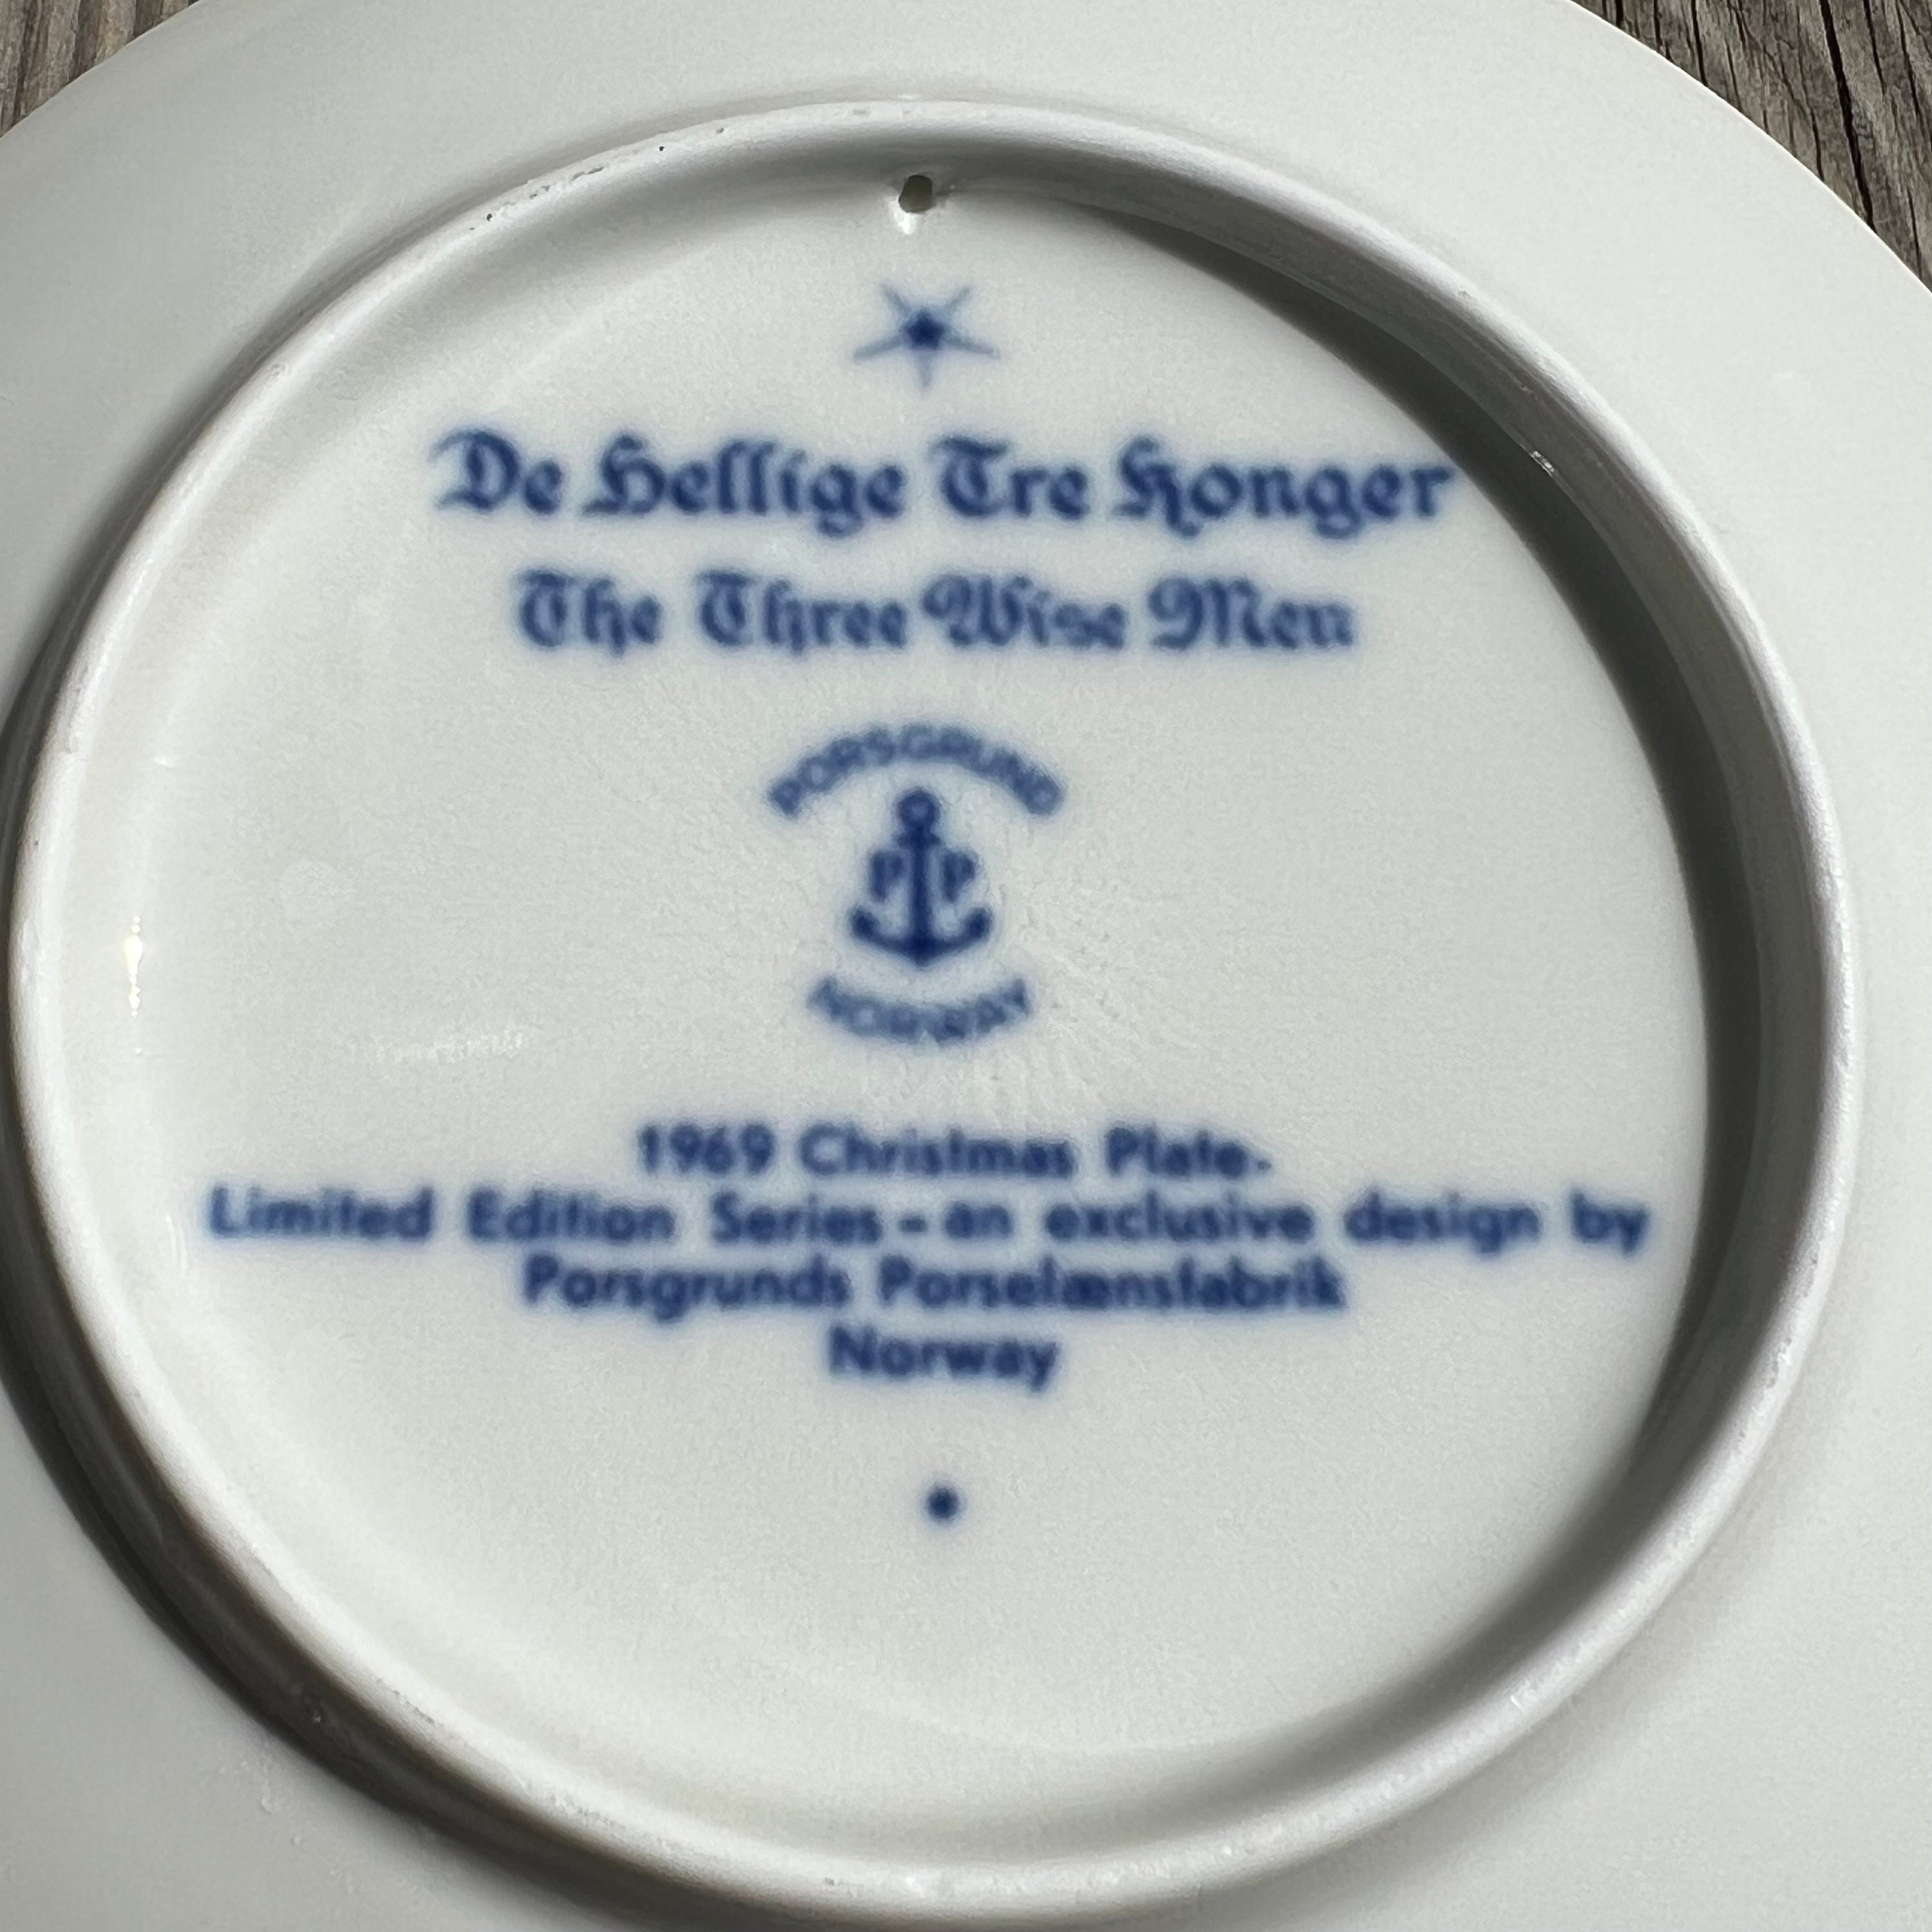 De Hellige Tre Konger
The Three Wise Men
PORSGRUND
P P
NORWAY
1969 Christmas Plate-
Limited Edition Series - an exclusive design by
Porsgrunds Porselænsfabrik
Norway